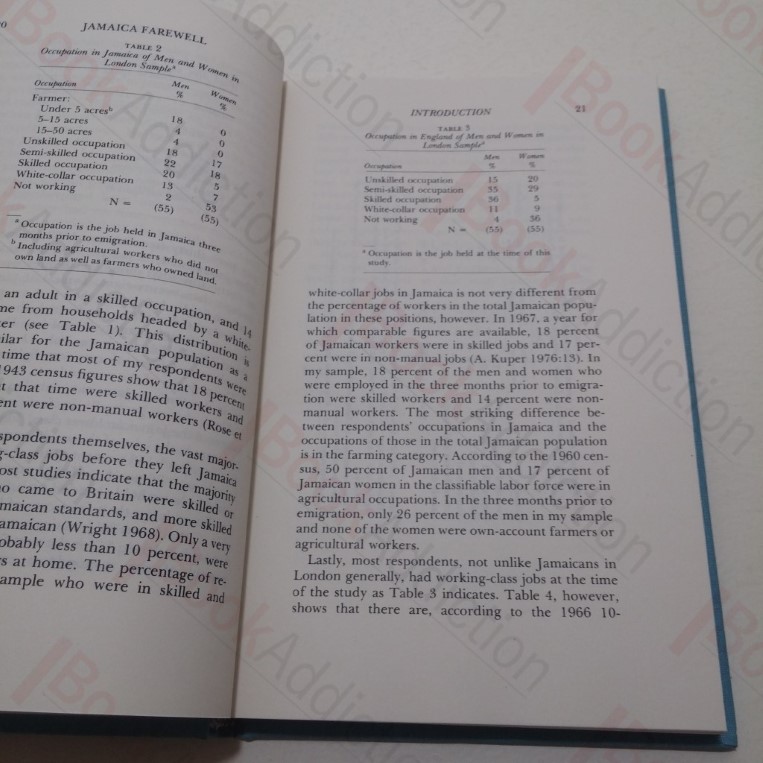 JAMAICA FAREWELL
TABLE 2
Occupation in Jamaica of Men and Women in
London Sampleᵃ
Occupation Men % Women %
Farmer:
Under 5 acresᵇ 18 0
5–15 acres 4 0
15–50 acres 4 0
Unskilled occupation 18 17
Semi-skilled occupation 22 18
Skilled occupation 20 5
White-collar occupation 13 7
Not working 2 53
N = (55) (55)
ᵃ Occupation is the job held in Jamaica three
months prior to emigration.
ᵇ Including agricultural workers who did not
own land as well as farmers who owned land.
an adult in a skilled occupation, and 14
me from households headed by a white-
er (see Table 1). This distribution is
ilar for the Jamaican population as a
time that most of my respondents were
1943 census figures show that 18 percent
t that time were skilled workers and
ent were non-manual workers (Rose et
spondents themselves, the vast major-
g-class jobs before they left Jamaica
ost studies indicate that the majority
o came to Britain were skilled or
maican standards, and more skilled
amaican (Wright 1968). Only a very
obably less than 10 percent, were
s at home. The percentage of re-
ample who were in skilled and
INTRODUCTION 21
TABLE 3
Occupation in England of Men and Women in
London Sampleᵃ
Occupation Men % Women %
Unskilled occupation 15 20
Semi-skilled occupation 35 29
Skilled occupation 36 5
White-collar occupation 11 9
Not working 4 36
N = (55) (55)
ᵃ Occupation is the job held at the time of this
study.
white-collar jobs in Jamaica is not very different from
the percentage of workers in the total Jamaican popu-
lation in these positions, however. In 1967, a year for
which comparable figures are available, 18 percent
of Jamaican workers were in skilled jobs and 17 per-
cent were in non-manual jobs (A. Kuper 1976:13). In
my sample, 18 percent of the men and women who
were employed in the three months prior to emigra-
tion were skilled workers and 14 percent were non-
manual workers. The most striking difference be-
tween respondents' occupations in Jamaica and the
occupations of those in the total Jamaican population
is in the farming category. According to the 1960 cen-
sus, 50 percent of Jamaican men and 17 percent of
Jamaican women in the classifiable labor force were in
agricultural occupations. In the three months prior to
emigration, only 26 percent of the men in my sample
and none of the women were own-account farmers or
agricultural workers.
Lastly, most respondents, not unlike Jamaicans in
London generally, had working-class jobs at the time
of the study as Table 3 indicates. Table 4, however,
shows that there are, according to the 1966 10-
BookAddiction